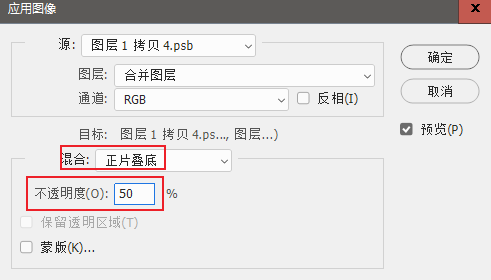 应用图像
x
源: 图层 1 拷贝 4.psb
图层: 合并图层
通道: RGB 反相(I)
目标: 图层 1 拷贝 4.ps..., 图层...)
混合: 正片叠底
不透明度(O): 50 %
保留透明区域(T)
蒙版(K)...
确定
取消
预览(P)